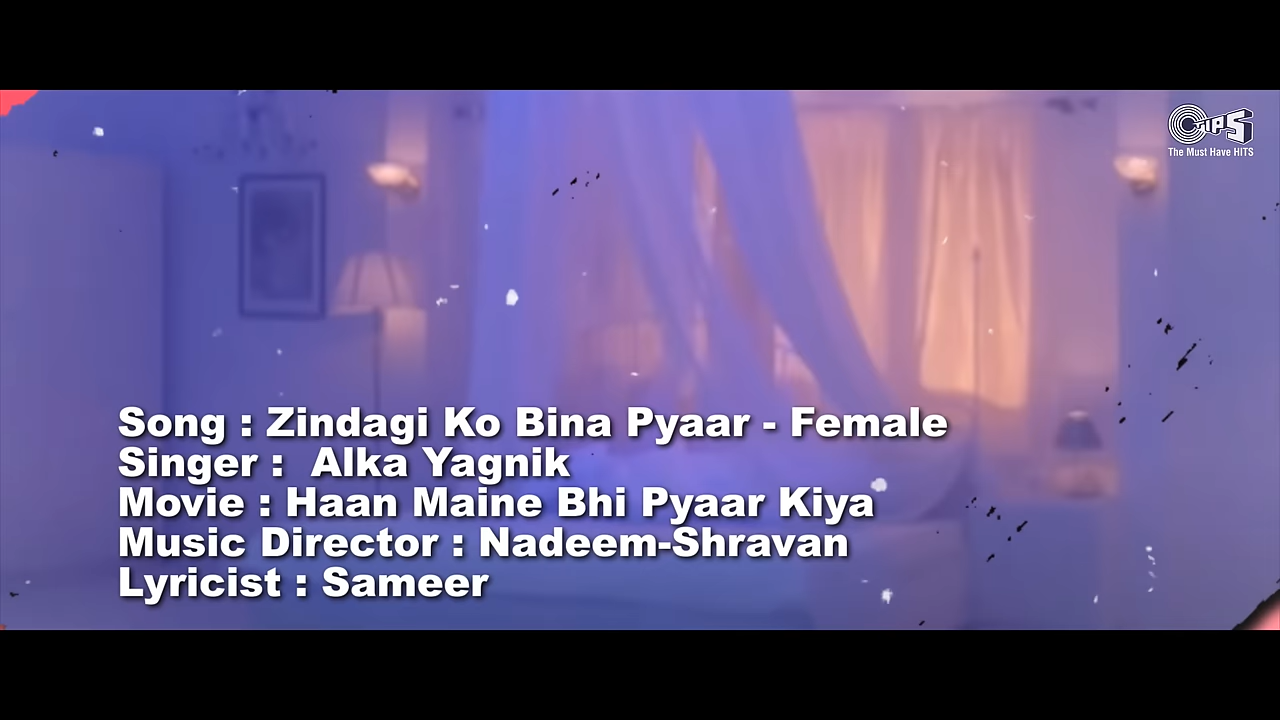 TIPS
The Must Have HITS
Song : Zindagi Ko Bina Pyaar - Female
Singer :  Alka Yagnik
Movie : Haan Maine Bhi Pyaar Kiya
Music Director : Nadeem-Shravan
Lyricist : Sameer